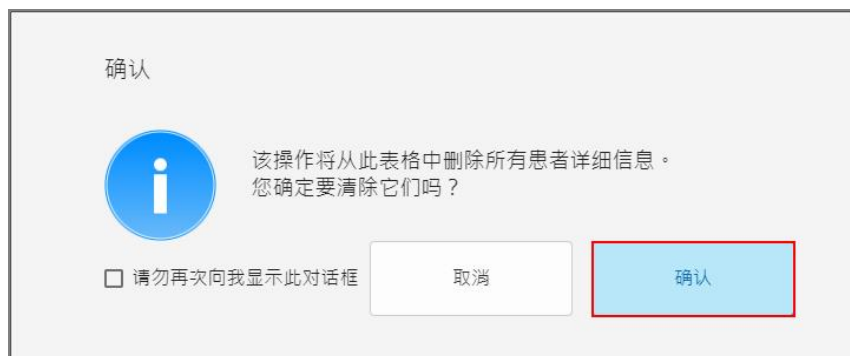 确认
该操作将从此表格中删除所有患者详细信息。
您确定要清除它们吗？
请勿再次向我显示此对话框
取消
确认